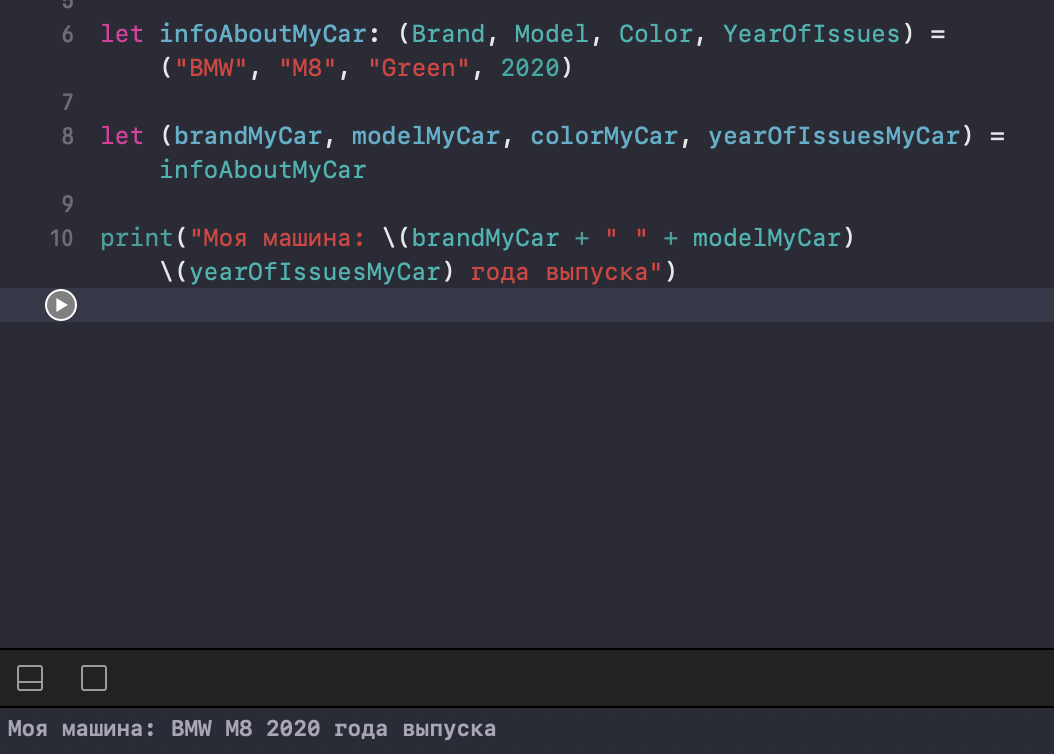 5
6 let infoAboutMyCar: (Brand, Model, Color, YearOfIssues) =
("BMW", "M8", "Green", 2020)
7
8 let (brandMyCar, modelMyCar, colorMyCar, yearOfIssuesMyCar) =
infoAboutMyCar
9
10 print("Моя машина: \(brandMyCar + " " + modelMyCar)
\(yearOfIssuesMyCar) года выпуска")
Моя машина: BMW M8 2020 года выпуска